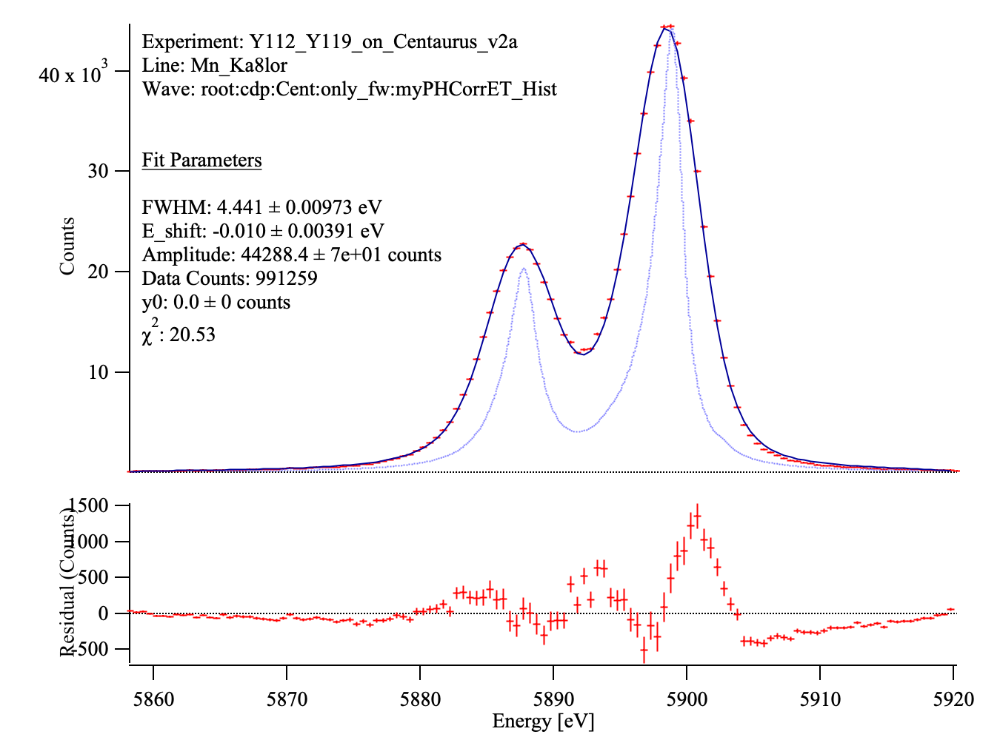 Experiment: Y112_Y119_on_Centaurus_v2a
Line: Mn_Ka8lor
Wave: root:cdp:Cent:only_fw:myPHCorrET_Hist
Fit Parameters
FWHM: 4.441 ± 0.00973 eV
E_shift: -0.010 ± 0.00391 eV
Amplitude: 44288.4 ± 7e+01 counts
Data Counts: 991259
y0: 0.0 ± 0 counts
χ²: 20.53
40 x 10³
30
20
10
Counts
1500
1000
500
0
-500
Residual (Counts)
5860 5870 5880 5890 5900 5910 5920
Energy [eV]